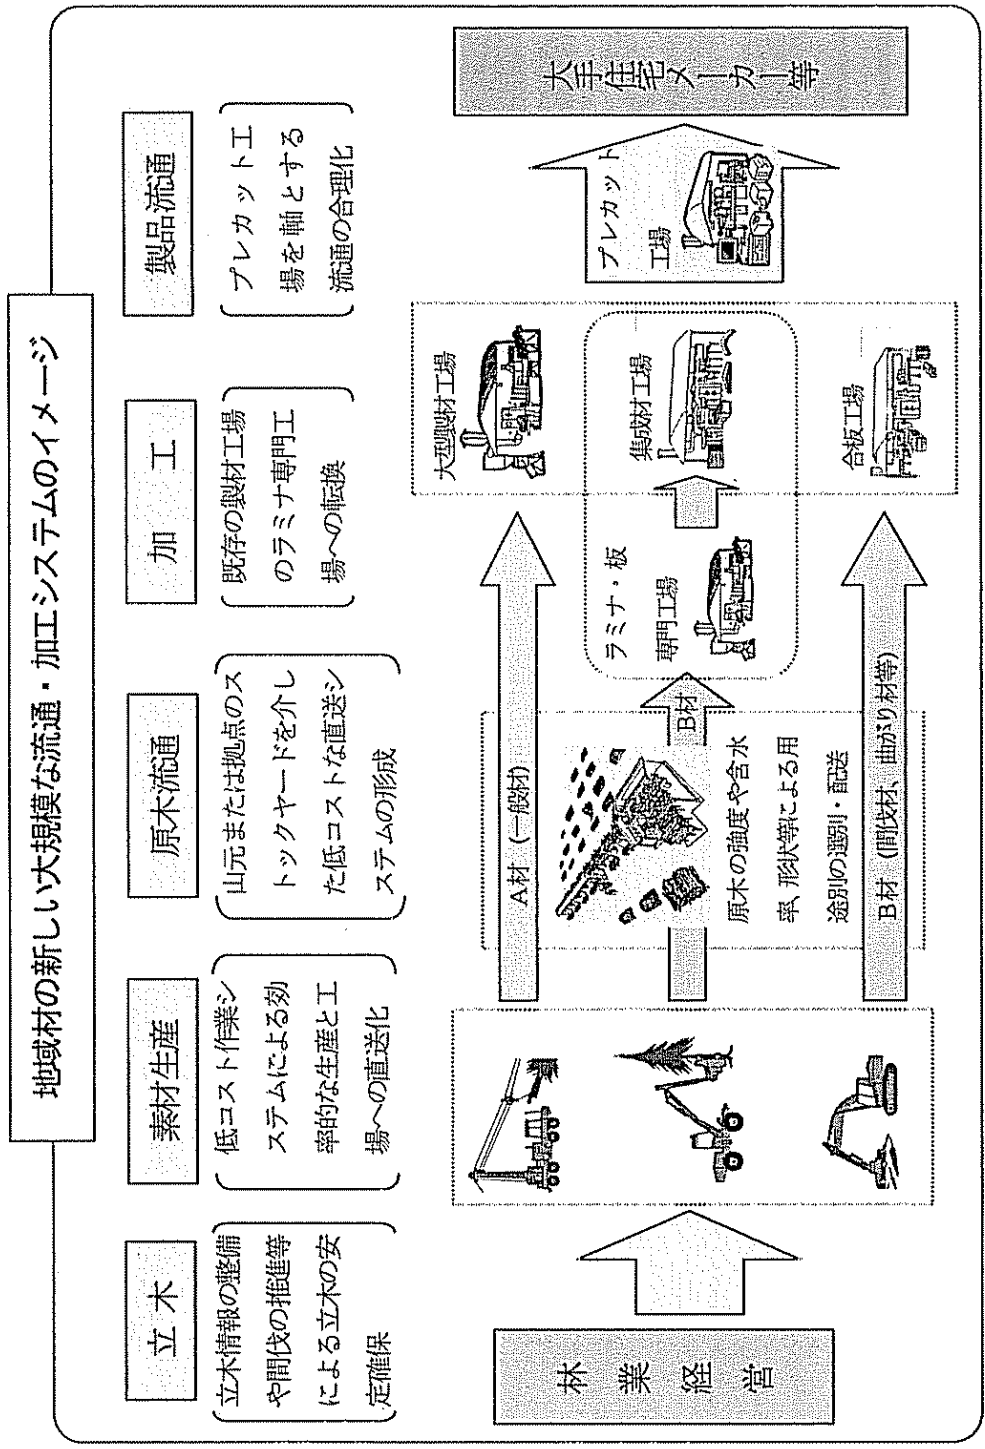 地域材の新しい大規模な流通・加工システムのイメージ
立木
立木情報の整備
や間伐の推進等
による立木の安
定確保
素材生産
低コスト作業シ
ステムによる効
率的な生産と工
場への直送化
原木流通
山元または拠点のス
トックヤードを介し
た低コストな直送シ
ステムの形成
加工
既存の製材工場
のラミナ専門工
場への転換
製品流通
プレカット工
場を軸とする
流通の合理化
林業経営
A材（一般材）
B材
原木の強度や含水
率、形状等による用
途別の選別・配送
B材（間伐材、曲がり材等）
ラミナ・板
専門工場
大型製材工場
集成材工場
合板工場
プレカット
工場
大手住宅メーカー等